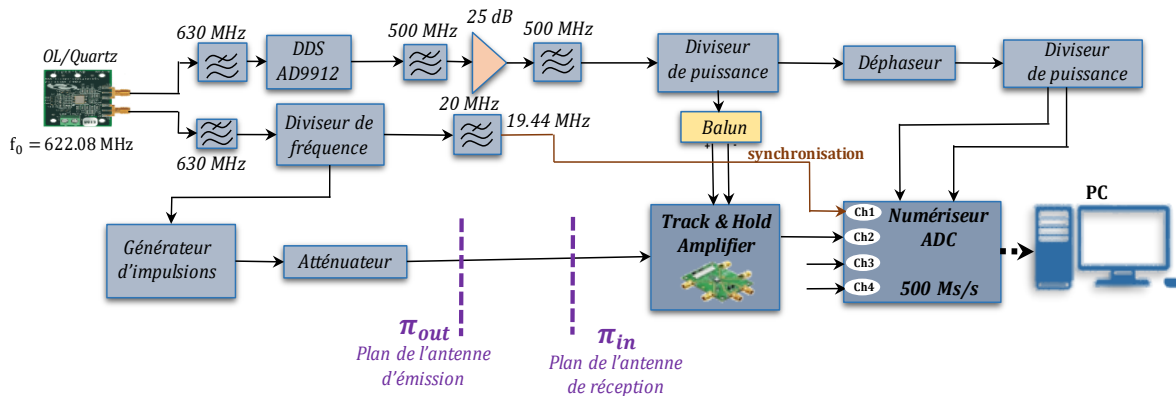 OL/Quartz
f₀ = 622.08 MHz
630 MHz
DDS
AD9912
500 MHz
25 dB
500 MHz
Diviseur
de puissance
Déphaseur
Diviseur
de puissance
630 MHz
Diviseur de
fréquence
20 MHz
19.44 MHz
Balun
+ -
synchronisation
Générateur
d'impulsions
Atténuateur
Track & Hold
Amplifier
Ch1
Ch2
Ch3
Ch4
Numériseur
ADC
500 Ms/s
PC
π_out
Plan de l'antenne
d'émission
π_in
Plan de l'antenne
de réception